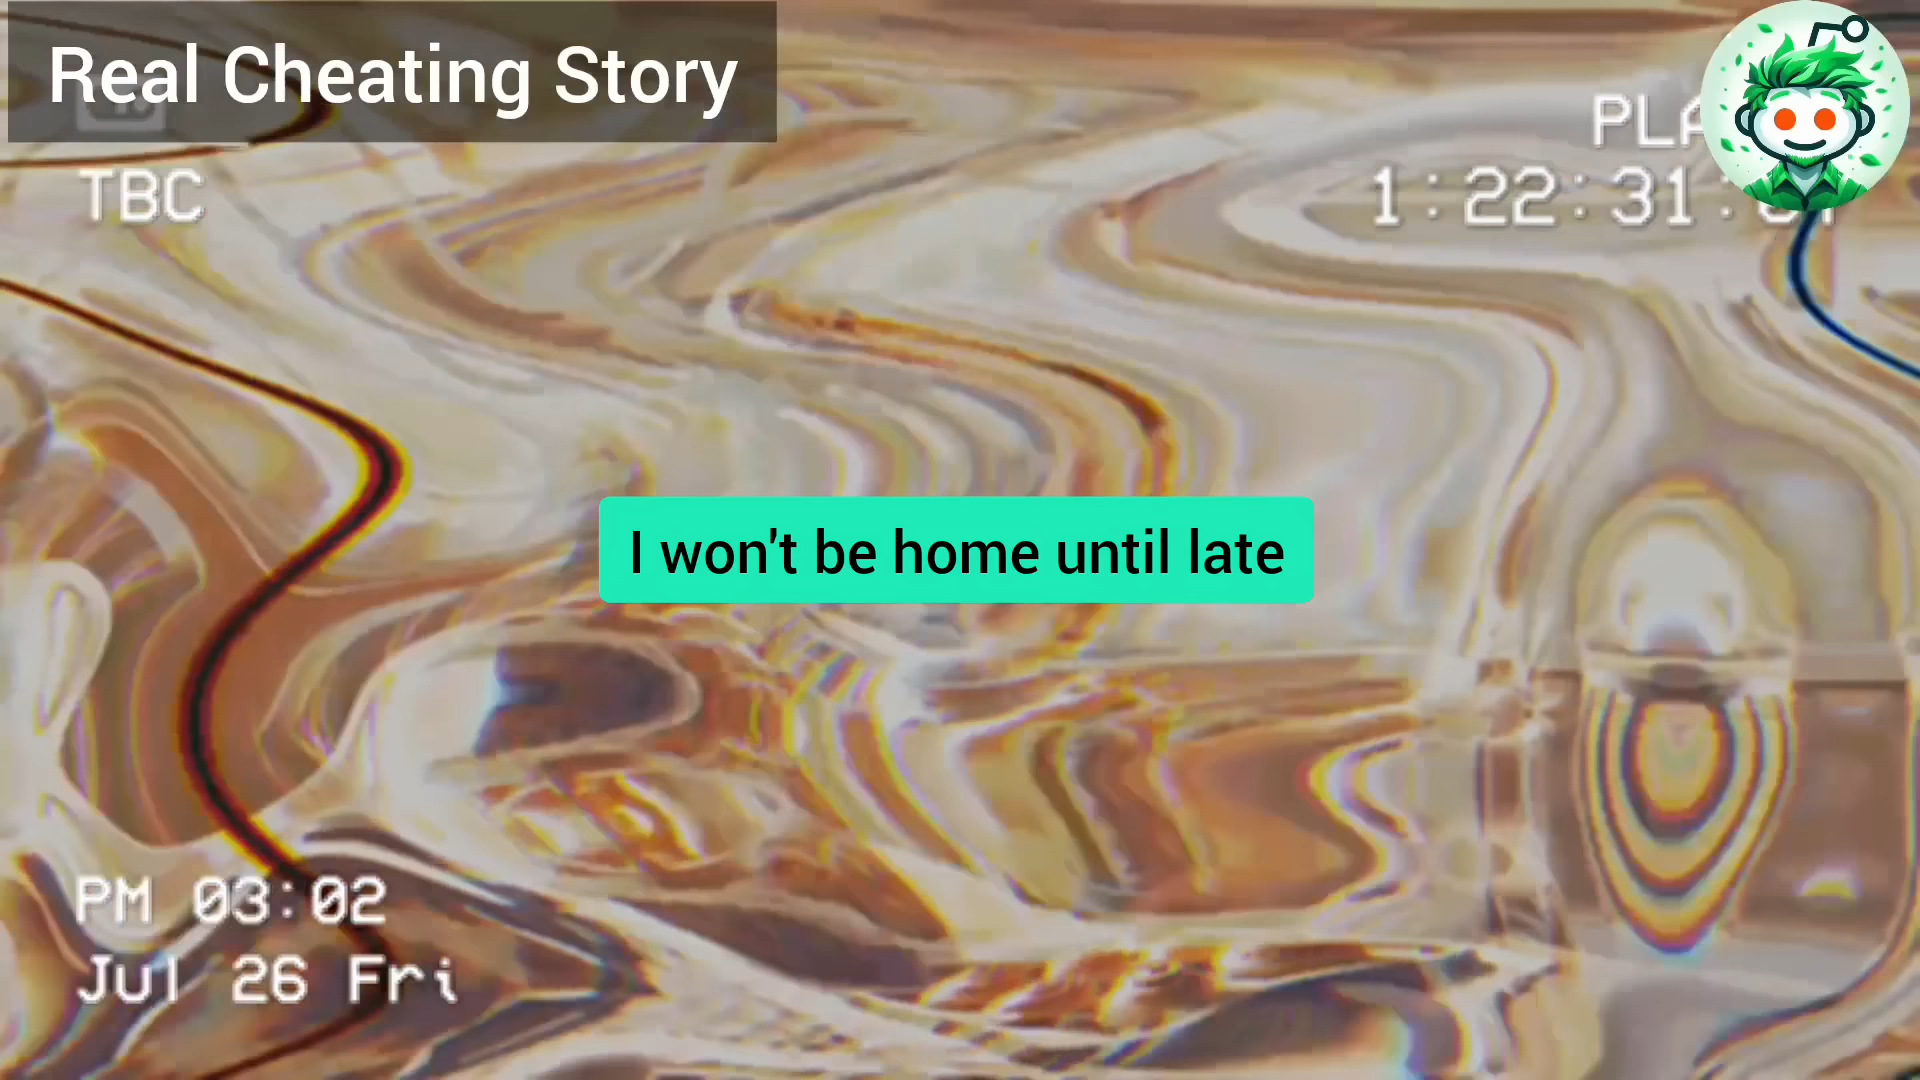 Real Cheating Story
TBC
1:22:31:
I won't be home until late
PM 03:02
Jul 26 Fri